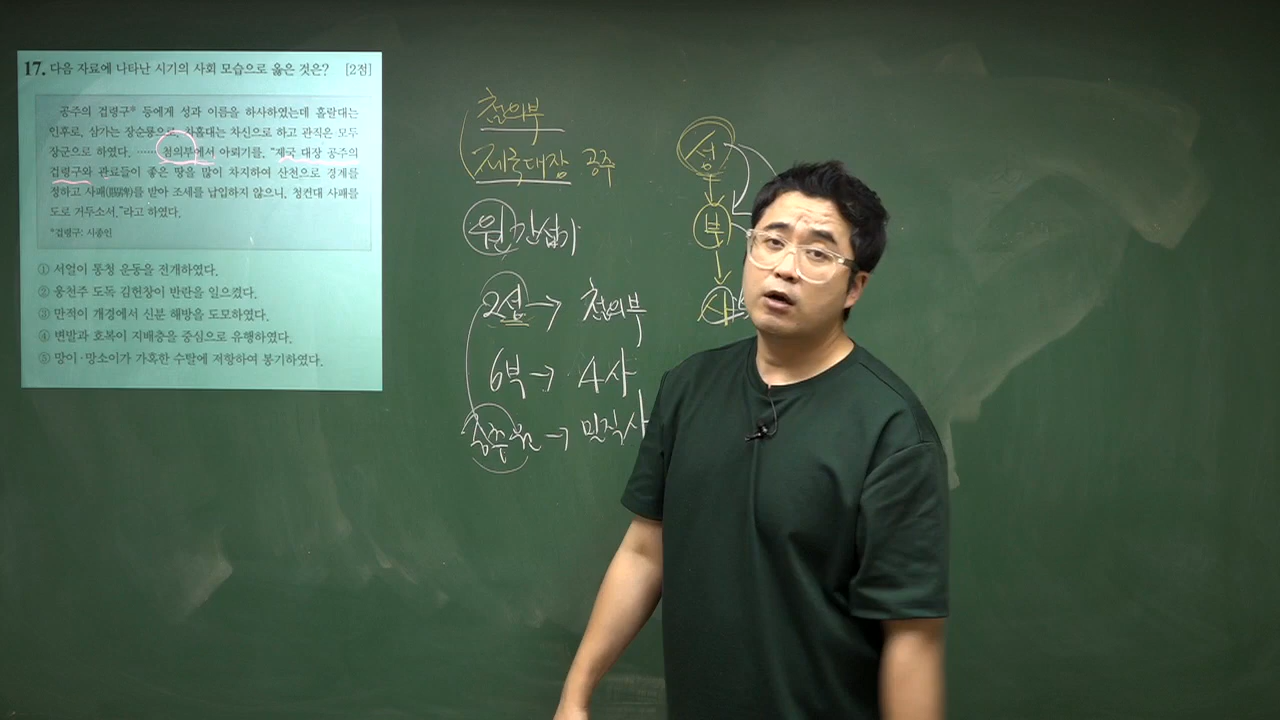 17. 다음 자료에 나타난 시기의 사회 모습으로 옳은 것은? [2점]
공주의 겁령구* 등에게 성과 이름을 하사하였는데 홀랄대는
인후로, 삼가는 장순룡으로, 차홀대는 차신으로 하고 관직은 모두
장군으로 하였다. …… 첨의부에서 아뢰기를, "제국 대장 공주의
겁령구와 관료들이 좋은 땅을 많이 차지하여 산천으로 경계를
정하고 사패(賜牌)를 받아 조세를 납입하지 않으니, 청컨대 사패를
도로 거두소서."라고 하였다.
*겁령구: 시종인
① 서얼이 통청 운동을 전개하였다.
② 웅천주 도독 김헌창이 반란을 일으켰다.
③ 만적이 개경에서 신분 해방을 도모하였다.
④ 변발과 호복이 지배층을 중심으로 유행하였다.
⑤ 망이·망소이가 가혹한 수탈에 저항하여 봉기하였다.
첨의부
제국대장 공주
원 간섭기
2성 → 첨의부
6부 → 4사
중추원 → 밀직사
성
↓
부
↓
사